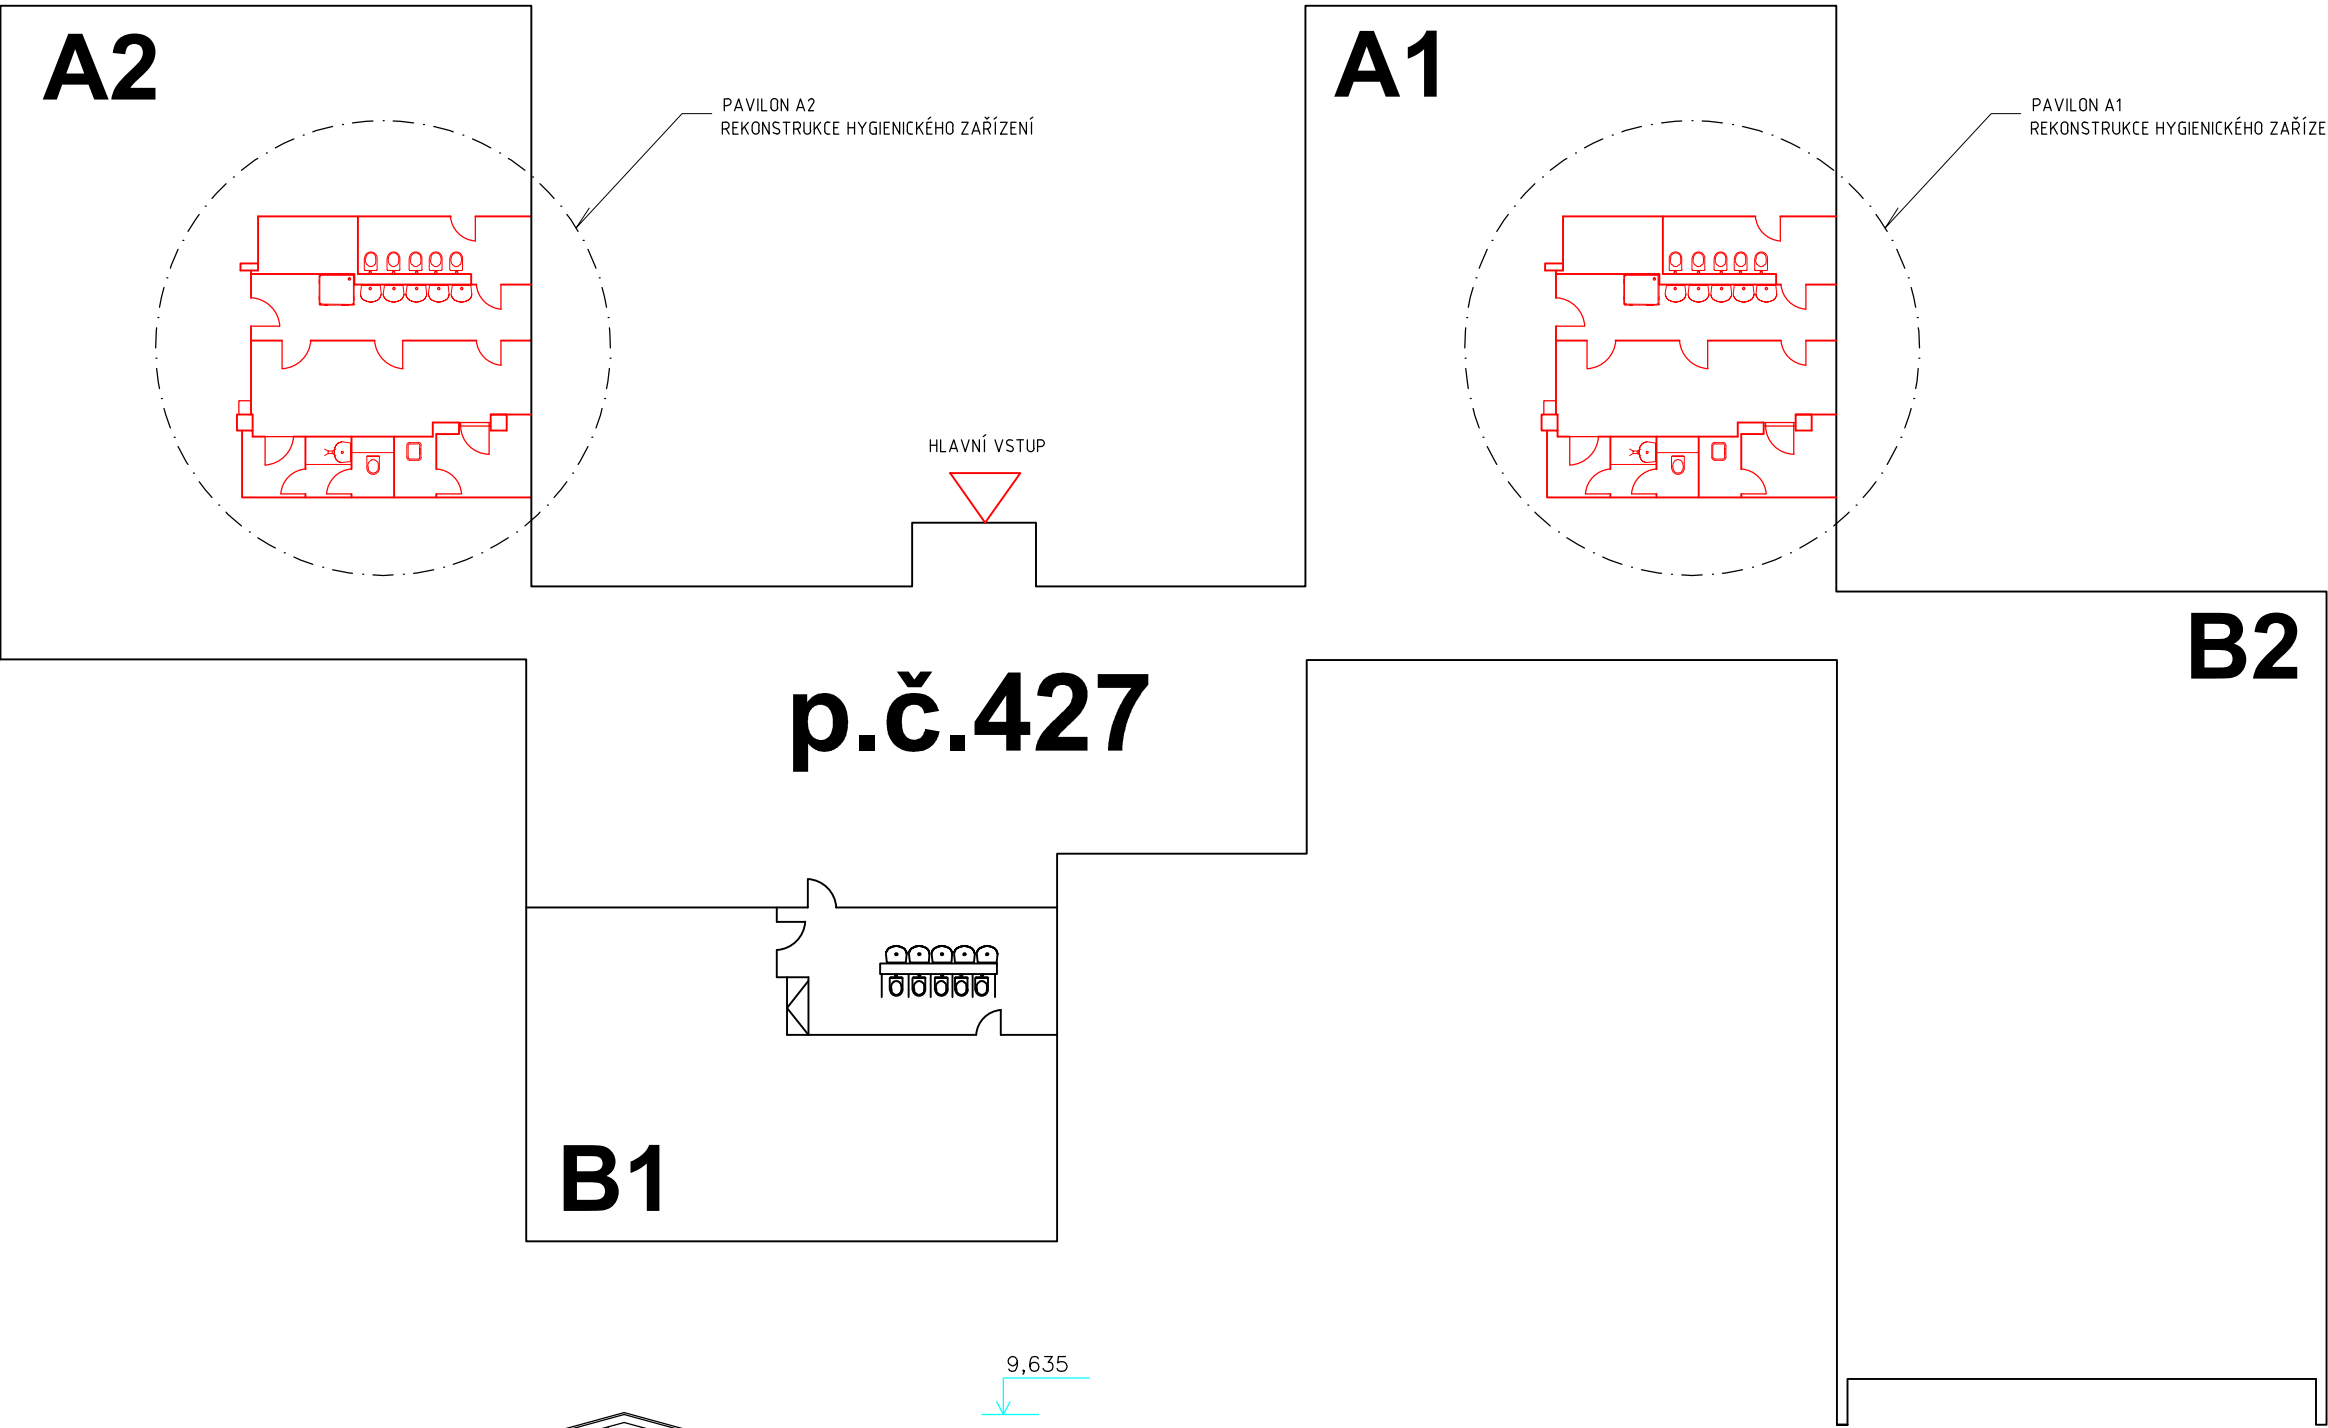 A2
A1
PAVILON A2
REKONSTRUKCE HYGIENICKÉHO ZAŘÍZENÍ
PAVILON A1
REKONSTRUKCE HYGIENICKÉHO ZAŘÍZE
HLAVNÍ VSTUP
B2
p.č.427
B1
9,635